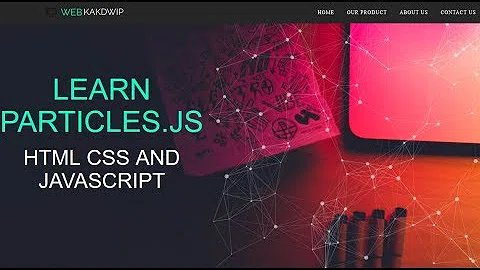 WEBKAKDWIP
HOME OUR PRODUCT ABOUT US CONTACT US
LEARN
PARTICLES.JS
HTML CSS AND
JAVASCRIPT